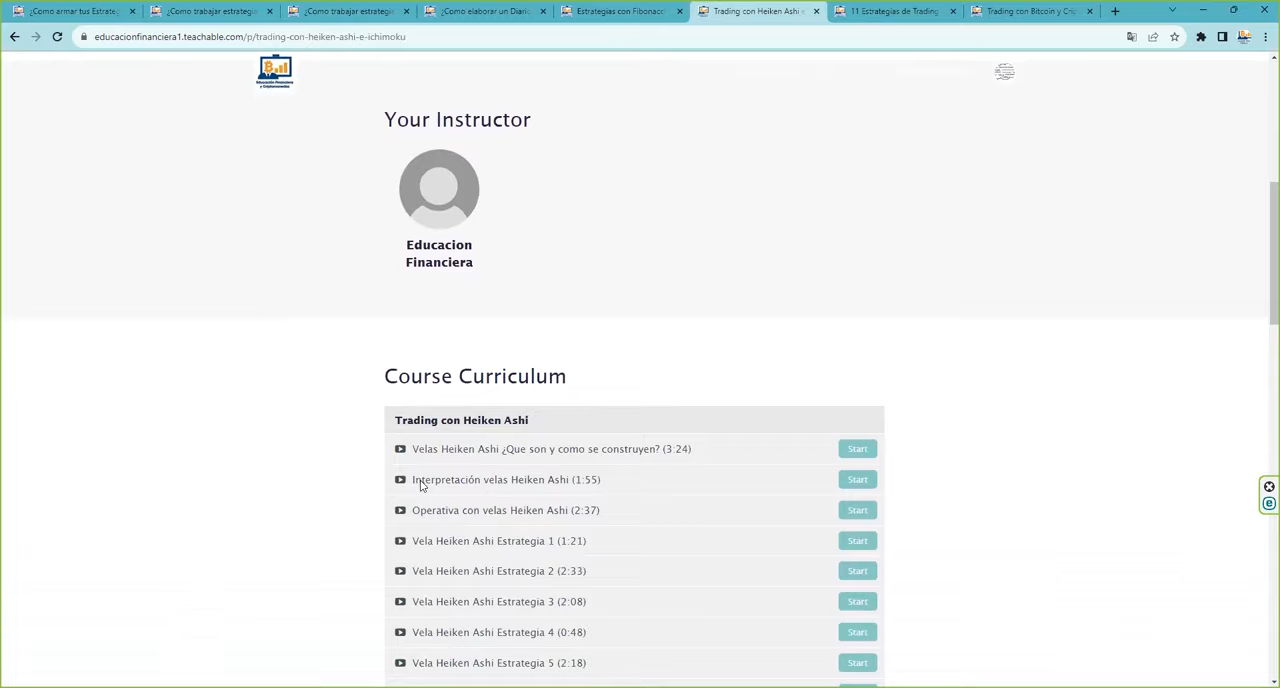 ¿Como armar tus Estrateg
¿Como trabajar estrategi
¿Como trabajar estrategi
¿Como elaborar un Diari
Estrategias con Fibonacc
Trading con Heiken Ashi e
11 Estrategias de Trading
Trading con Bitcoin y Crip
educacionfinanciera1.teachable.com/p/trading-con-heiken-ashi-e-ichimoku
Your Instructor
Educacion
Financiera
Course Curriculum
Trading con Heiken Ashi
Velas Heiken Ashi ¿Que son y como se construyen? (3:24)
Start
Interpretación velas Heiken Ashi (1:55)
Start
Operativa con velas Heiken Ashi (2:37)
Start
Vela Heiken Ashi Estrategia 1 (1:21)
Start
Vela Heiken Ashi Estrategia 2 (2:33)
Start
Vela Heiken Ashi Estrategia 3 (2:08)
Start
Vela Heiken Ashi Estrategia 4 (0:48)
Start
Vela Heiken Ashi Estrategia 5 (2:18)
Start